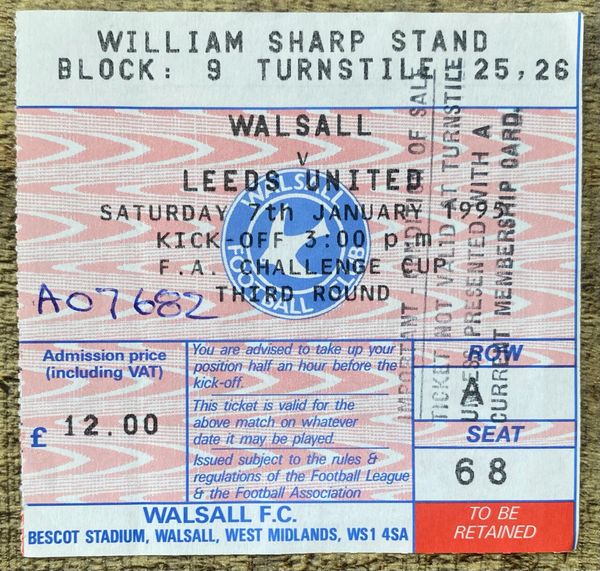 WILLIAM SHARP STAND
BLOCK: 9 TURNSTILE 25,26
WALSALL
v
LEEDS UNITED
SATURDAY 7th JANUARY 1995
KICK-OFF 3:00 p.m
F.A. CHALLENGE CUP
THIRD ROUND
WALSALL
FOOTBALL CLUB
A07682
IMPORTANT - CONDITIONS OF SALE
TICKET NOT VALID AT TURNSTILE
UNLESS PRESENTED WITH A
CURRENT MEMBERSHIP CARD.
Admission price
(including VAT)
£ 12.00
You are advised to take up your
position half an hour before the
kick-off.
This ticket is valid for the
above match on whatever
date it may be played.
Issued subject to the rules &
regulations of the Football League
& the Football Association
ROW
A
SEAT
68
WALSALL F.C.
BESCOT STADIUM, WALSALL, WEST MIDLANDS, WS1 4SA
TO BE
RETAINED